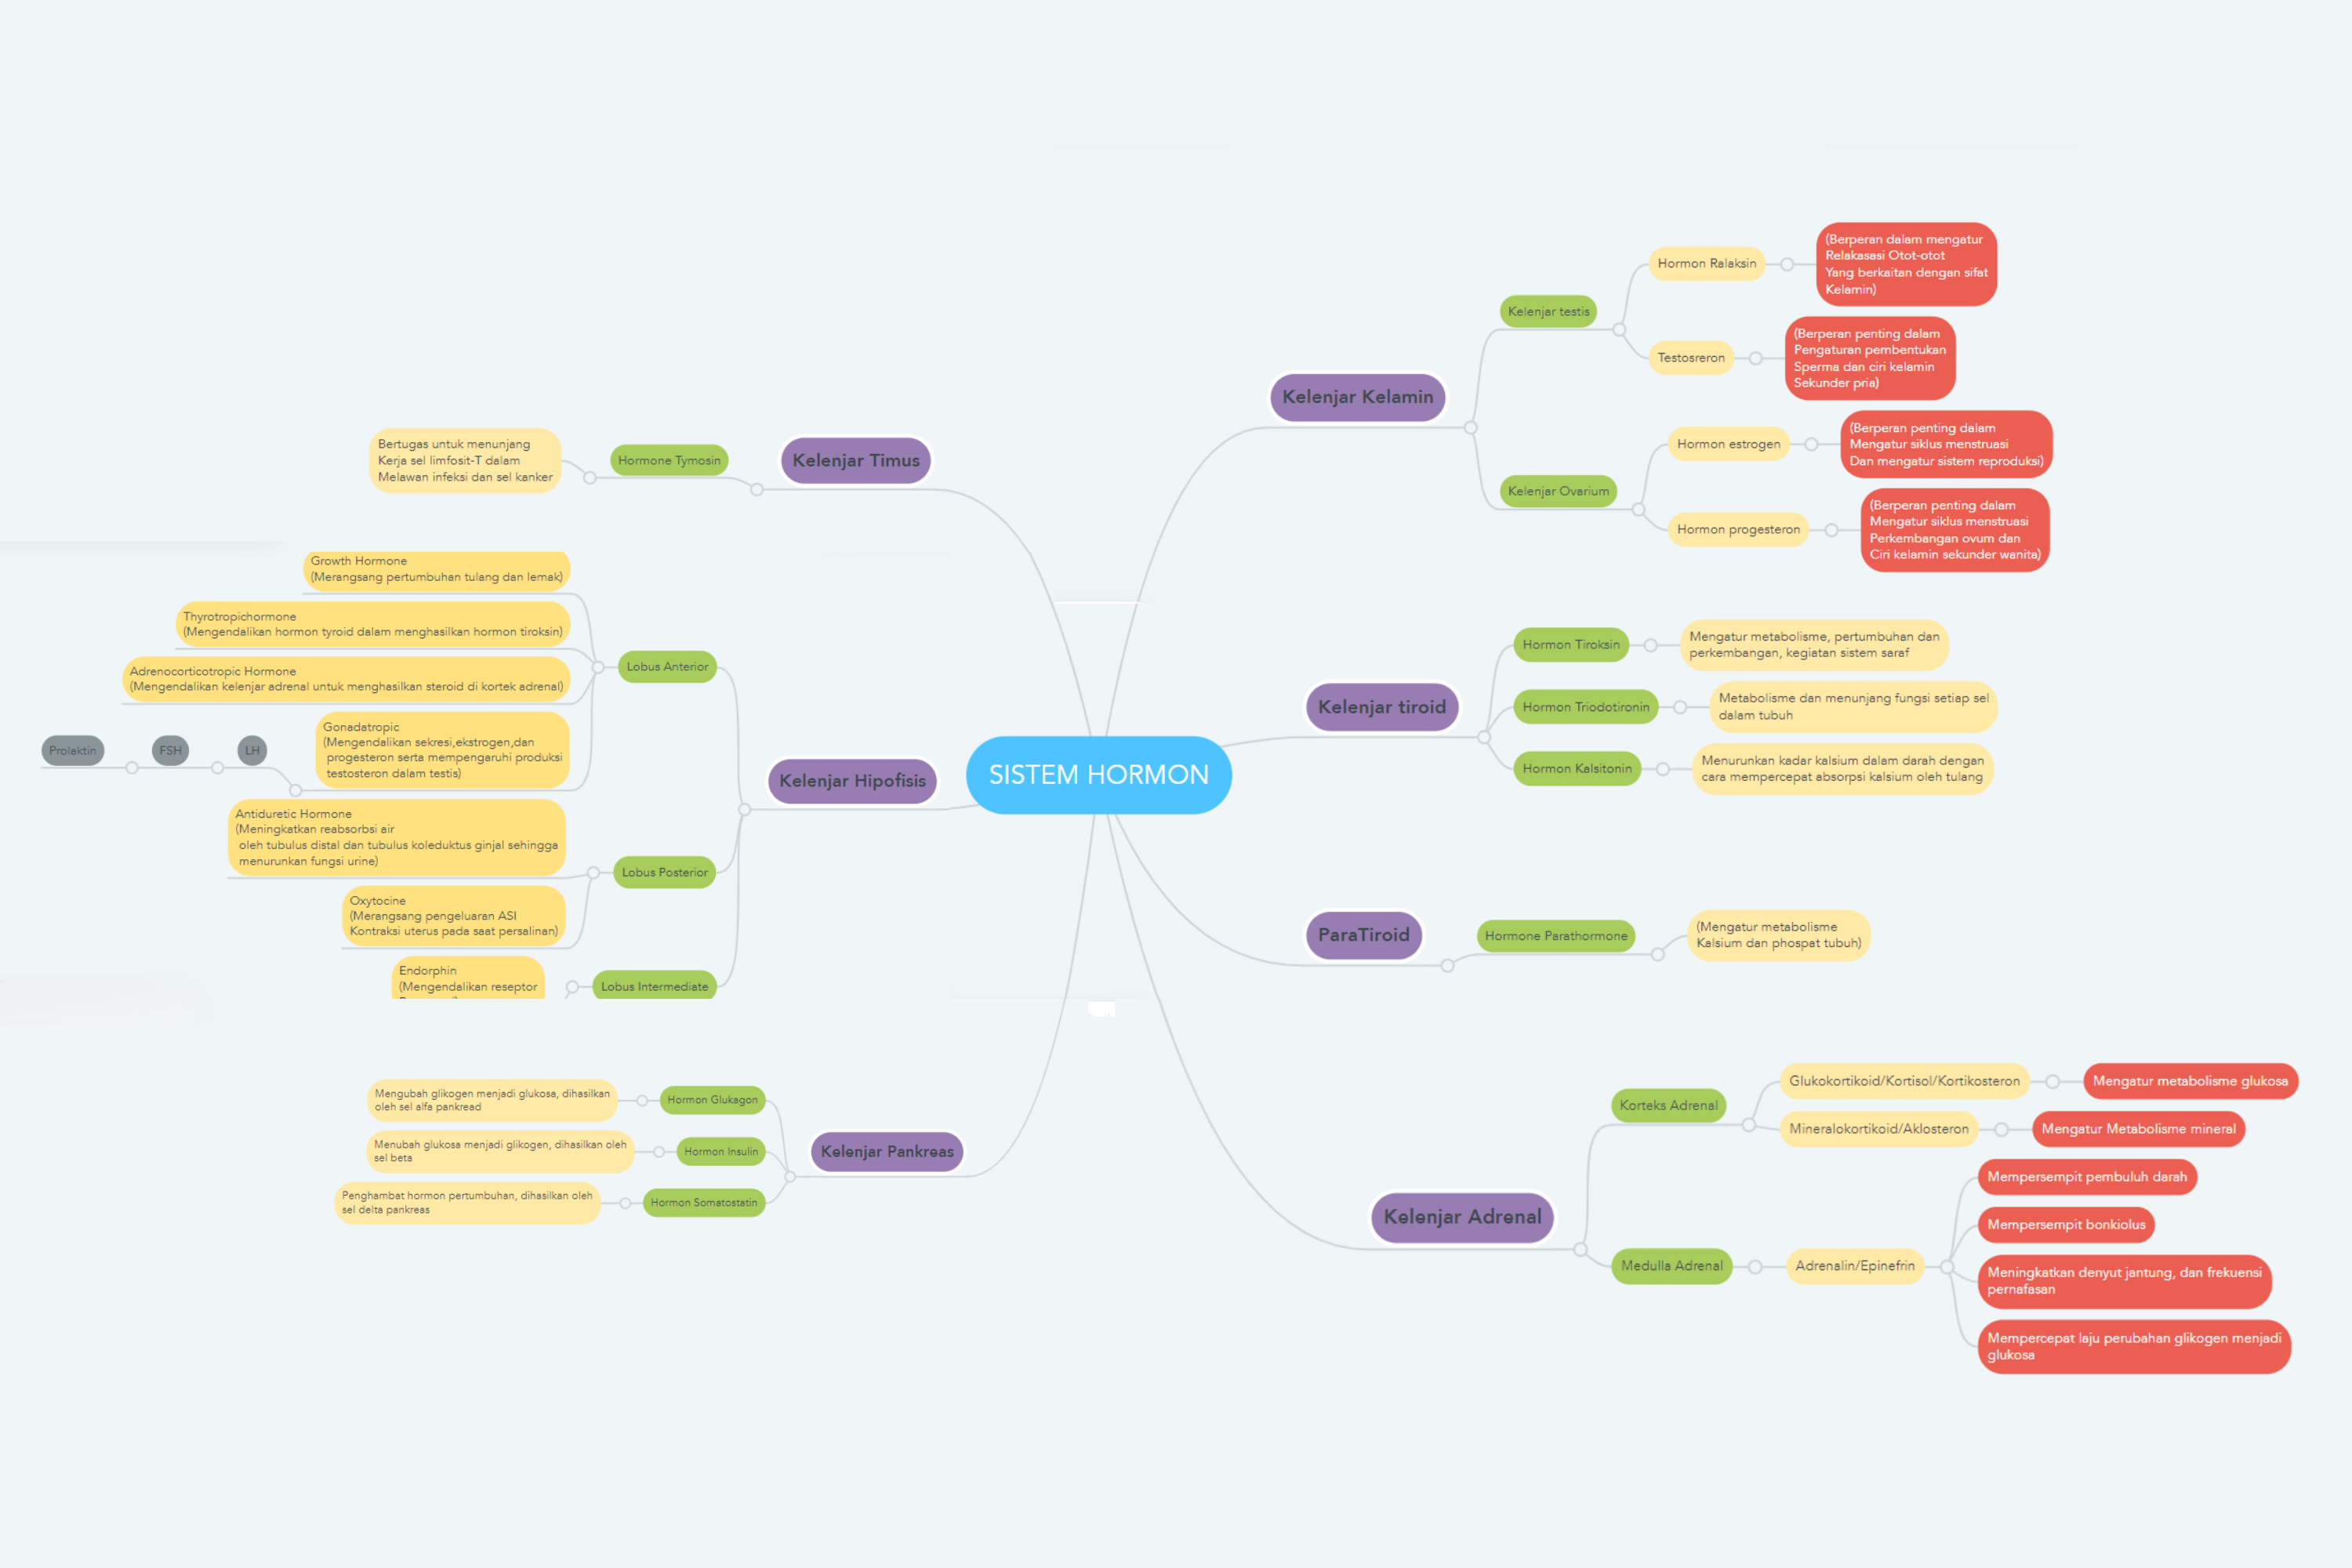 SISTEM HORMON
Kelenjar Timus
Hormone Tymosin
Bertugas untuk menunjang
Kerja sel limfosit-T dalam
Melawan infeksi dan sel kanker
Kelenjar Hipofisis
Lobus Anterior
Growth Hormone
(Merangsang pertumbuhan tulang dan lemak)
Thyrotropichormone
(Mengendalikan hormon tyroid dalam menghasilkan hormon tiroksin)
Adrenocorticotropic Hormone
(Mengendalikan kelenjar adrenal untuk menghasilkan steroid di kortek adrenal)
Gonadatropic
(Mengendalikan sekresi,ekstrogen,dan
progesteron serta mempengaruhi produksi
testosteron dalam testis)
LH
FSH
Prolaktin
Lobus Posterior
Antiduretic Hormone
(Meningkatkan reabsorbsi air
oleh tubulus distal dan tubulus koleduktus ginjal sehingga
menurunkan fungsi urine)
Oxytocine
(Merangsang pengeluaran ASI
Kontraksi uterus pada saat persalinan)
Lobus Intermediate
Endorphin
(Mengendalikan reseptor
Kelenjar Pankreas
Hormon Glukagon
Mengubah glikogen menjadi glukosa, dihasilkan
oleh sel alfa pankread
Hormon Insulin
Menubah glukosa menjadi glikogen, dihasilkan oleh
sel beta
Hormon Somatostatin
Penghambat hormon pertumbuhan, dihasilkan oleh
sel delta pankreas
Kelenjar Kelamin
Kelenjar testis
Hormon Ralaksin
(Berperan dalam mengatur
Relakasasi Otot-otot
Yang berkaitan dengan sifat
Kelamin)
Testosreron
(Berperan penting dalam
Pengaturan pembentukan
Sperma dan ciri kelamin
Sekunder pria)
Kelenjar Ovarium
Hormon estrogen
(Berperan penting dalam
Mengatur siklus menstruasi
Dan mengatur sistem reproduksi)
Hormon progesteron
(Berperan penting dalam
Mengatur siklus menstruasi
Perkembangan ovum dan
Ciri kelamin sekunder wanita)
Kelenjar tiroid
Hormon Tiroksin
Mengatur metabolisme, pertumbuhan dan
perkembangan, kegiatan sistem saraf
Hormon Triodotironin
Metabolisme dan menunjang fungsi setiap sel
dalam tubuh
Hormon Kalsitonin
Menurunkan kadar kalsium dalam darah dengan
cara mempercepat absorpsi kalsium oleh tulang
ParaTiroid
Hormone Parathormone
(Mengatur metabolisme
Kalsium dan phospat tubuh)
Kelenjar Adrenal
Korteks Adrenal
Glukokortikoid/Kortisol/Kortikosteron
Mengatur metabolisme glukosa
Mineralokortikoid/Aklosteron
Mengatur Metabolisme mineral
Medulla Adrenal
Adrenalin/Epinefrin
Mempersempit pembuluh darah
Mempersempit bonkiolus
Meningkatkan denyut jantung, dan frekuensi
pernafasan
Mempercepat laju perubahan glikogen menjadi
glukosa